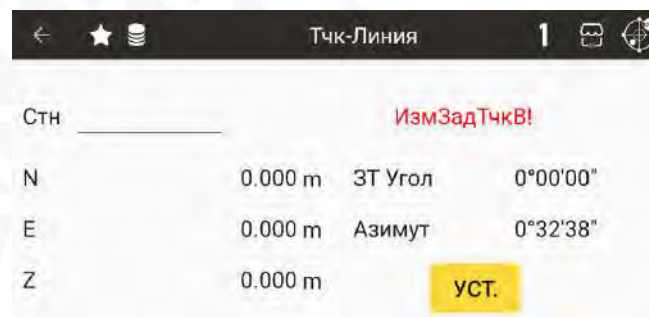 Тчк-Линия 1
Стн ИзмЗадТчкВ!
N 0.000 m ЗТ Угол 0°00'00"
E 0.000 m Азимут 0°32'38"
Z 0.000 m УСТ.